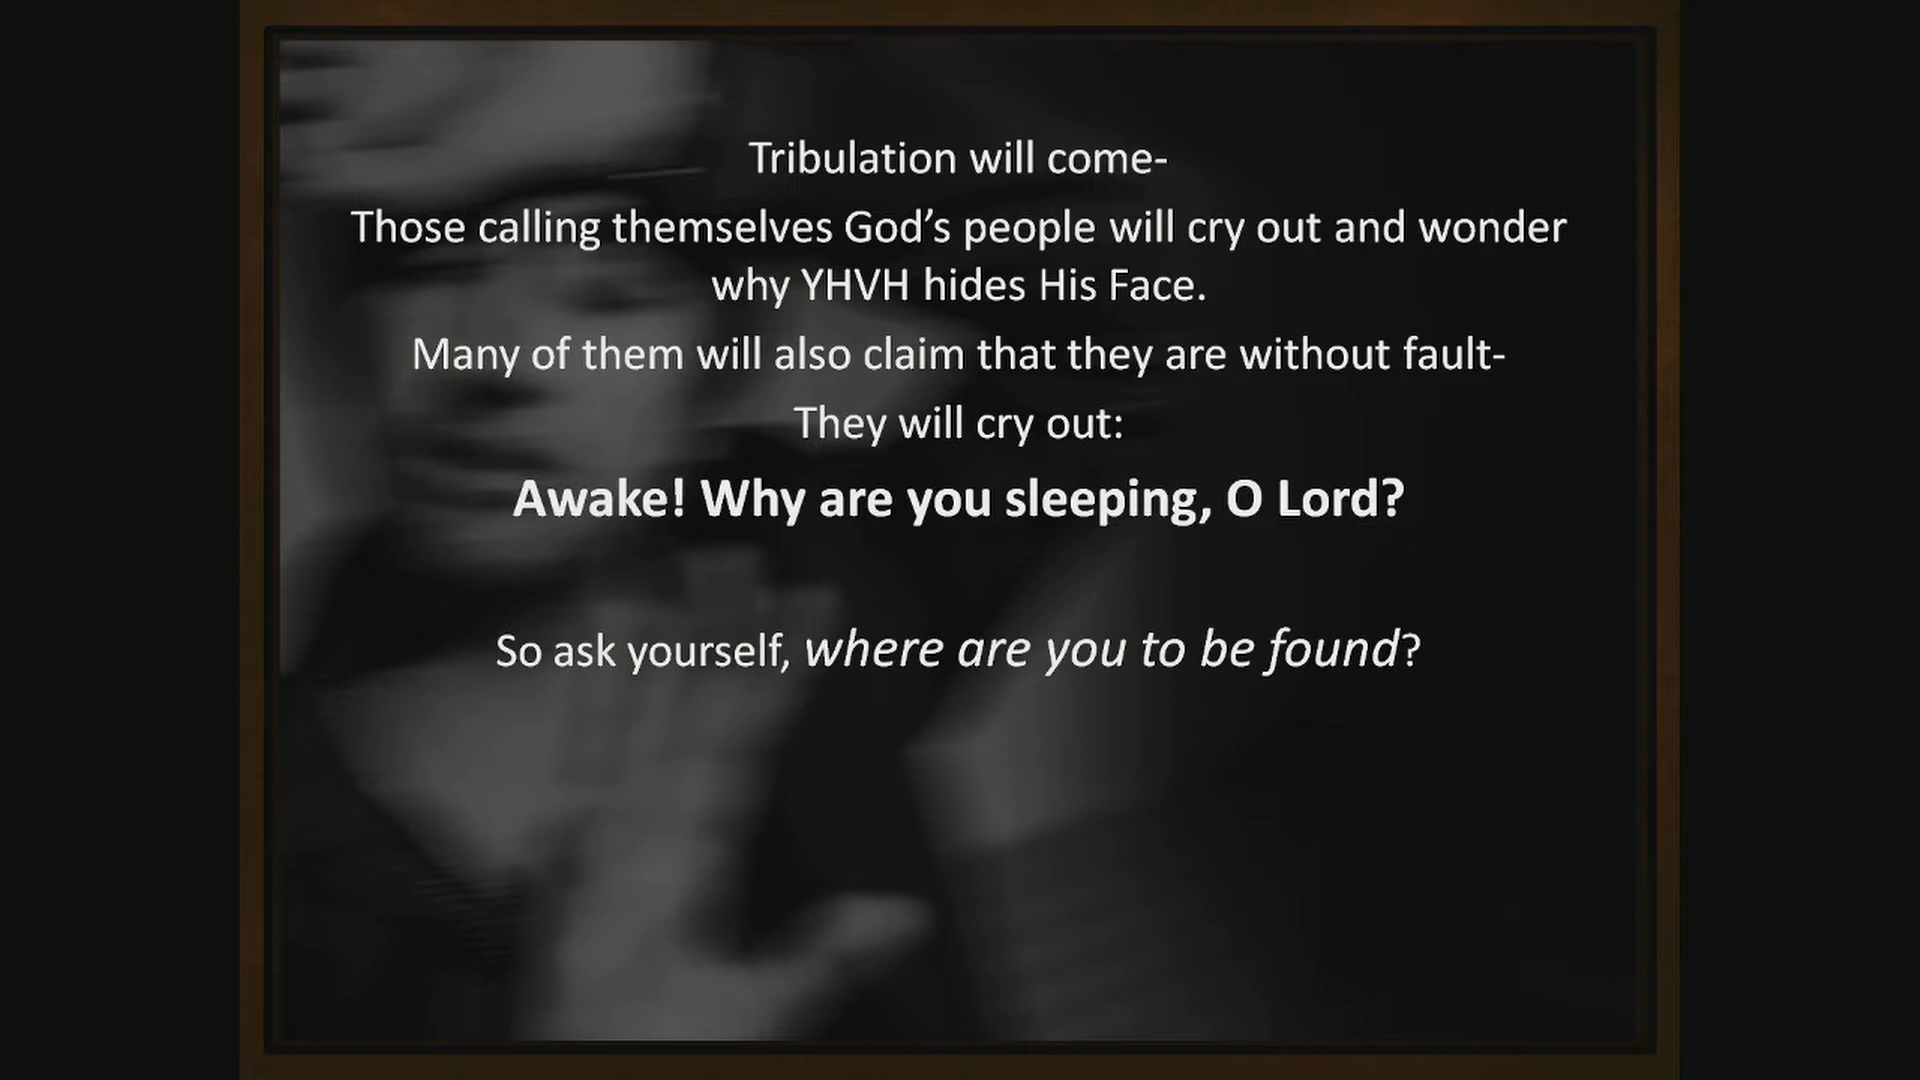 Tribulation will come-
Those calling themselves God’s people will cry out and wonder
why YHVH hides His Face.
Many of them will also claim that they are without fault-
They will cry out:
Awake! Why are you sleeping, O Lord?
So ask yourself, where are you to be found?